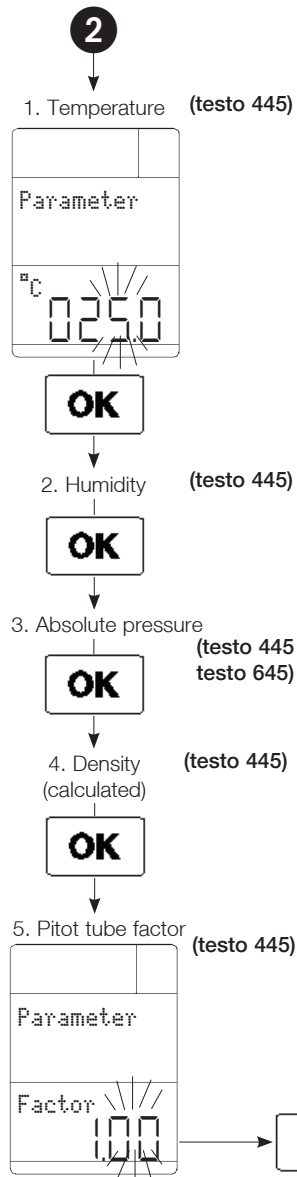 2
1. Temperature (testo 445)
Parameter
°C
025.0
OK
2. Humidity (testo 445)
OK
3. Absolute pressure
(testo 445
testo 645)
OK
4. Density (testo 445)
(calculated)
OK
5. Pitot tube factor
(testo 445)
Parameter
Factor
1.00